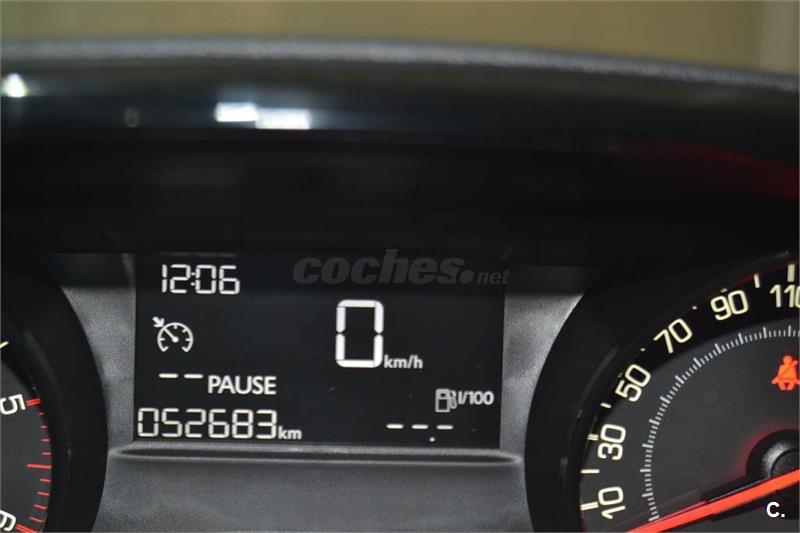 coches.net
12:06
0 km/h
-- PAUSE
l/100
052683 km
---.-
5
6
10
30
50
70
90
110
C.